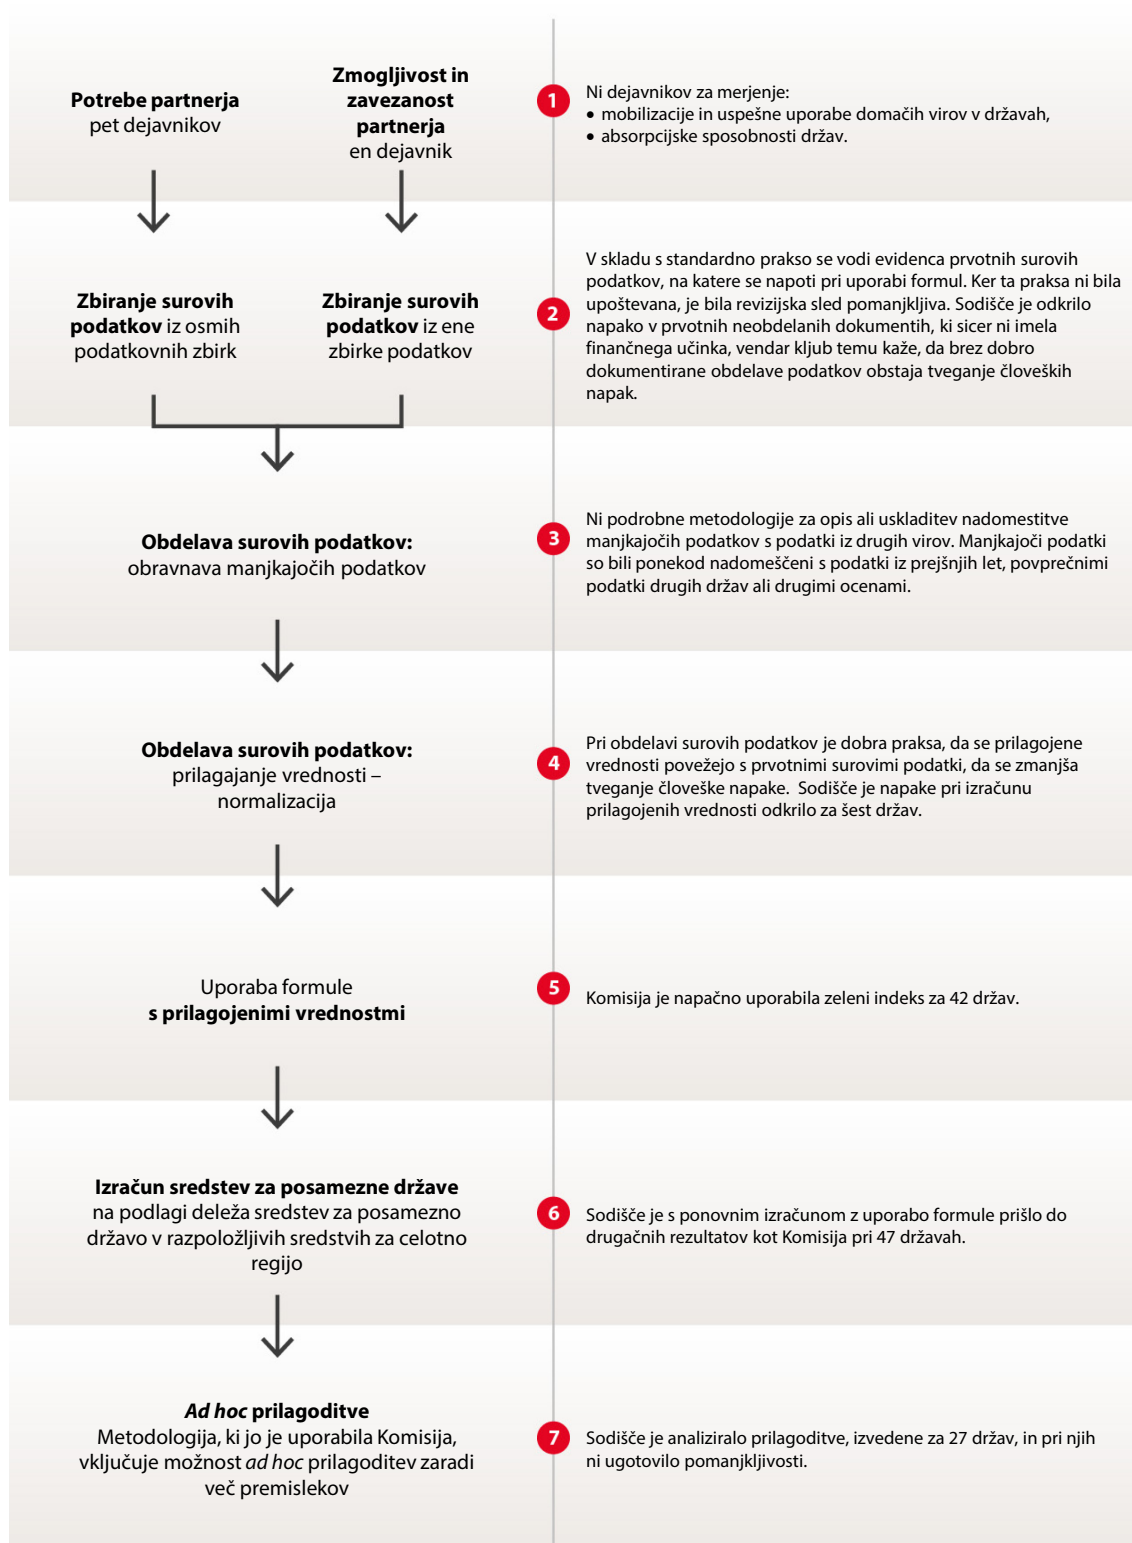 Potrebe partnerja
pet dejavnikov
Zmogljivost in
zavezanost
partnerja
en dejavnik
1
Ni dejavnikov za merjenje:
• mobilizacije in uspešne uporabe domačih virov v državah,
• absorpcijske sposobnosti držav.
Zbiranje surovih
podatkov iz osmih
podatkovnih zbirk
Zbiranje surovih
podatkov iz ene
zbirke podatkov
2
V skladu s standardno prakso se vodi evidenca prvotnih surovih
podatkov, na katere se napoti pri uporabi formul. Ker ta praksa ni bila
upoštevana, je bila revizijska sled pomanjkljiva. Sodišče je odkrilo
napako v prvotnih neobdelanih dokumentih, ki sicer ni imela
finančnega učinka, vendar kljub temu kaže, da brez dobro
dokumentirane obdelave podatkov obstaja tveganje človeških
napak.
Obdelava surovih podatkov:
obravnava manjkajočih podatkov
3
Ni podrobne metodologije za opis ali uskladitev nadomestitve
manjkajočih podatkov s podatki iz drugih virov. Manjkajoči podatki
so bili ponekod nadomeščeni s podatki iz prejšnjih let, povprečnimi
podatki drugih držav ali drugimi ocenami.
Obdelava surovih podatkov:
prilagajanje vrednosti –
normalizacija
4
Pri obdelavi surovih podatkov je dobra praksa, da se prilagojene
vrednosti povežejo s prvotnimi surovimi podatki, da se zmanjša
tveganje človeške napake. Sodišče je napake pri izračunu
prilagojenih vrednosti odkrilo za šest držav.
Uporaba formule
s prilagojenimi vrednostmi
5
Komisija je napačno uporabila zeleni indeks za 42 držav.
Izračun sredstev za posamezne države
na podlagi deleža sredstev za posamezno
državo v razpoložljivih sredstvih za celotno
regijo
6
Sodišče je s ponovnim izračunom z uporabo formule prišlo do
drugačnih rezultatov kot Komisija pri 47 državah.
Ad hoc prilagoditve
Metodologija, ki jo je uporabila Komisija,
vključuje možnost ad hoc prilagoditev zaradi
več premislekov
7
Sodišče je analiziralo prilagoditve, izvedene za 27 držav, in pri njih
ni ugotovilo pomanjkljivosti.